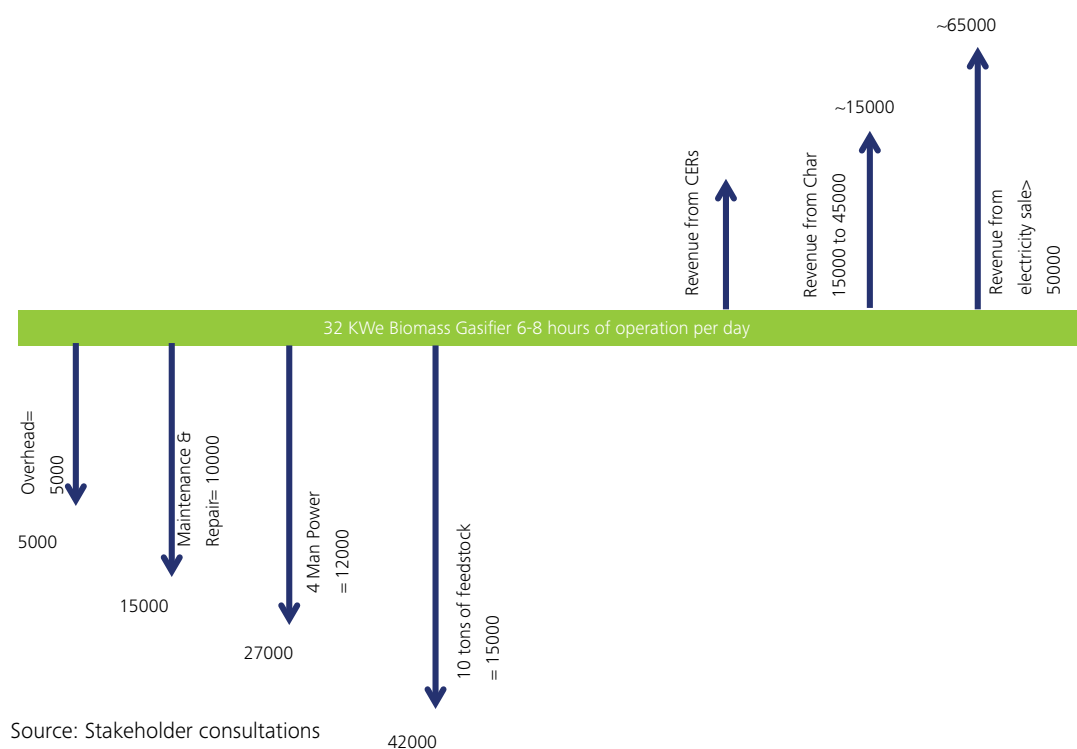 ~65000
~15000
Revenue from CERs
Revenue from Char
15000 to 45000
Revenue from
electricity sale>
50000
32 KWe Biomass Gasifier 6-8 hours of operation per day
Overhead=
5000
5000
Maintenance &
Repair= 10000
15000
4 Man Power
= 12000
27000
10 tons of feedstock
= 15000
42000
Source: Stakeholder consultations